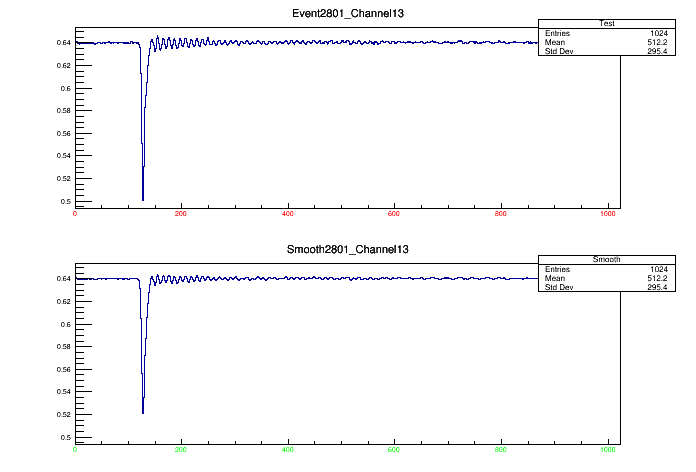 Event2801_Channel13
Test
Entries 1024
Mean 512.2
Std Dev 295.4
0.64
0.62
0.6
0.58
0.56
0.54
0.52
0.5
0 200 400 600 800 1000
Smooth2801_Channel13
Smooth
Entries 1024
Mean 512.2
Std Dev 295.4
0.64
0.62
0.6
0.58
0.56
0.54
0.52
0.5
0 200 400 600 800 1000